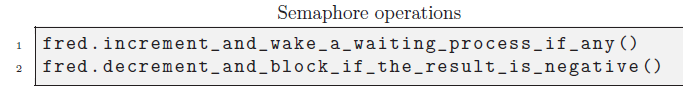 Semaphore operations
1 fred.increment_and_wake_a_waiting_process_if_any()
2 fred.decrement_and_block_if_the_result_is_negative()